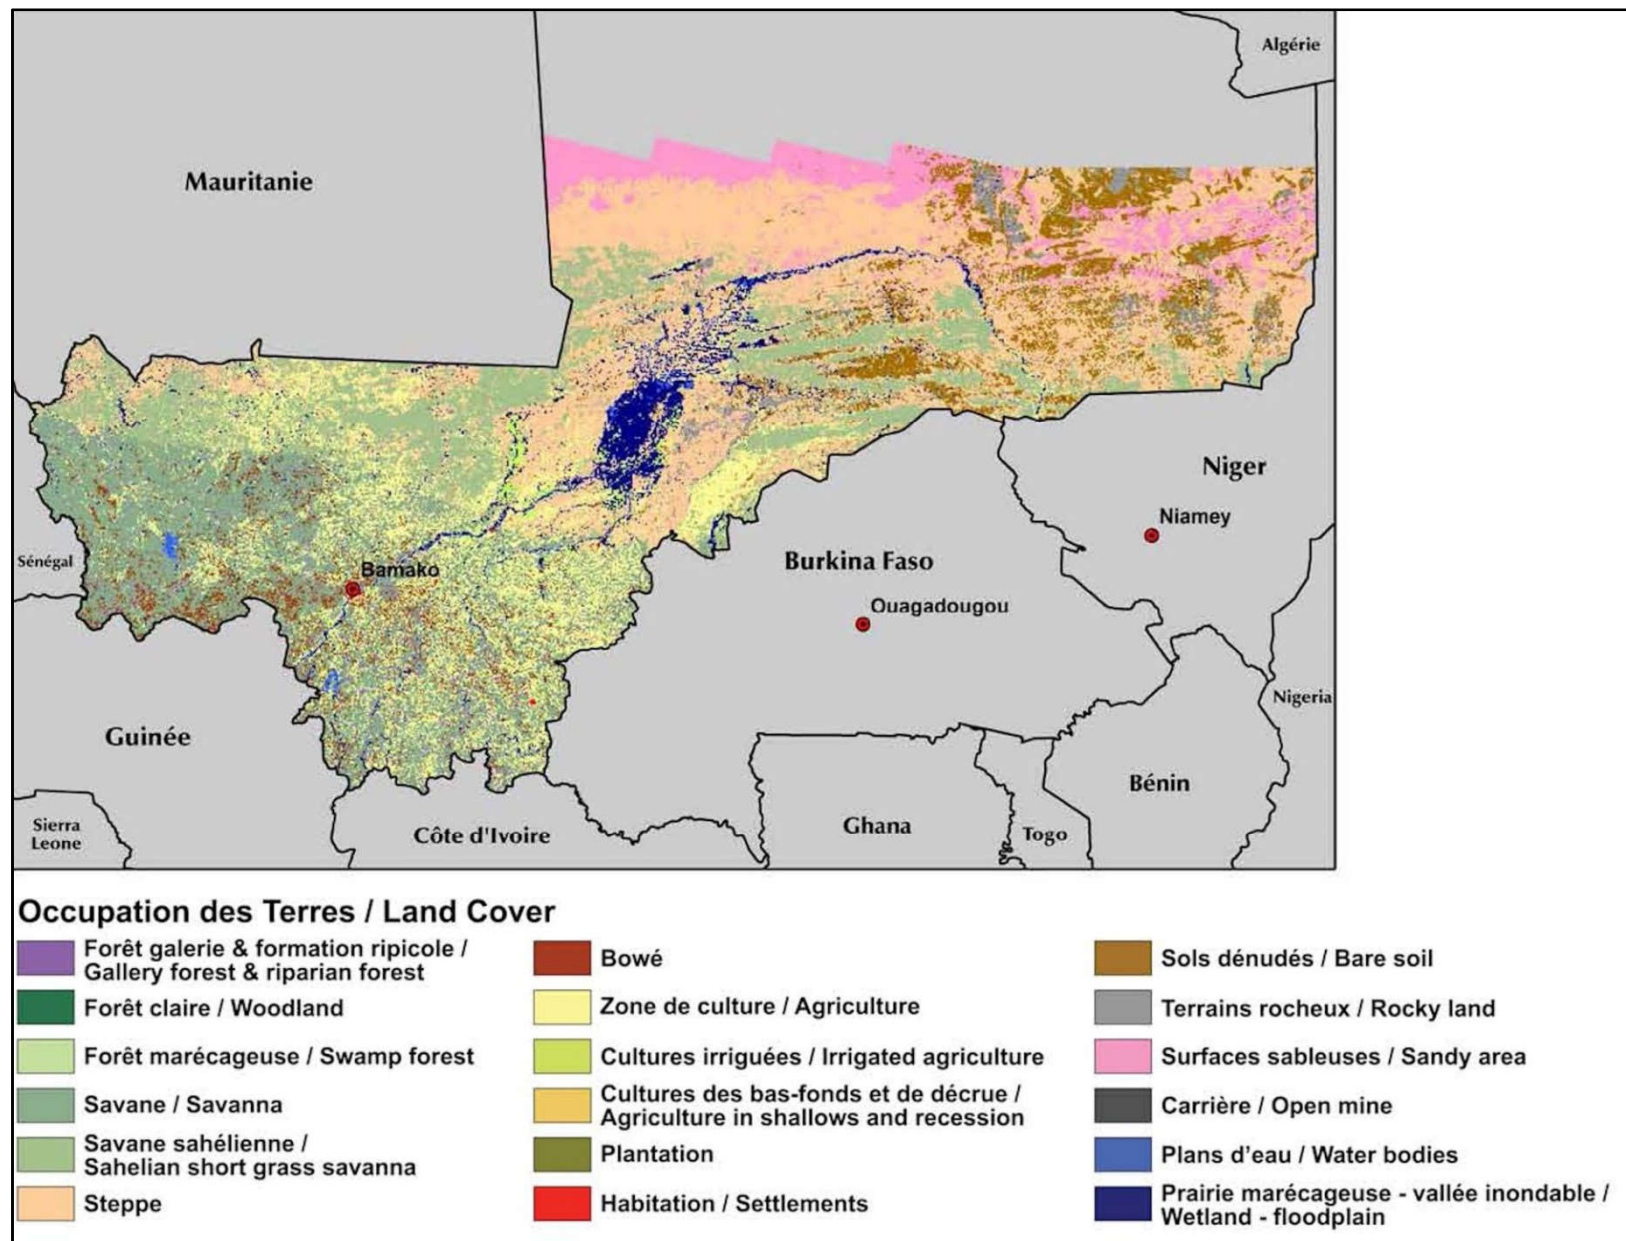 Algérie
Mauritanie
Niger
Niamey
Sénégal
Bamako
Burkina Faso
Ouagadougou
Nigeria
Guinée
Bénin
Sierra
Leone
Côte d'Ivoire
Ghana
Togo
Occupation des Terres / Land Cover
Forêt galerie & formation ripicole /
Gallery forest & riparian forest
Forêt claire / Woodland
Forêt marécageuse / Swamp forest
Savane / Savanna
Savane sahélienne /
Sahelian short grass savanna
Steppe
Bowé
Zone de culture / Agriculture
Cultures irriguées / Irrigated agriculture
Cultures des bas-fonds et de décrue /
Agriculture in shallows and recession
Plantation
Habitation / Settlements
Sols dénudés / Bare soil
Terrains rocheux / Rocky land
Surfaces sableuses / Sandy area
Carrière / Open mine
Plans d'eau / Water bodies
Prairie marécageuse - vallée inondable /
Wetland - floodplain